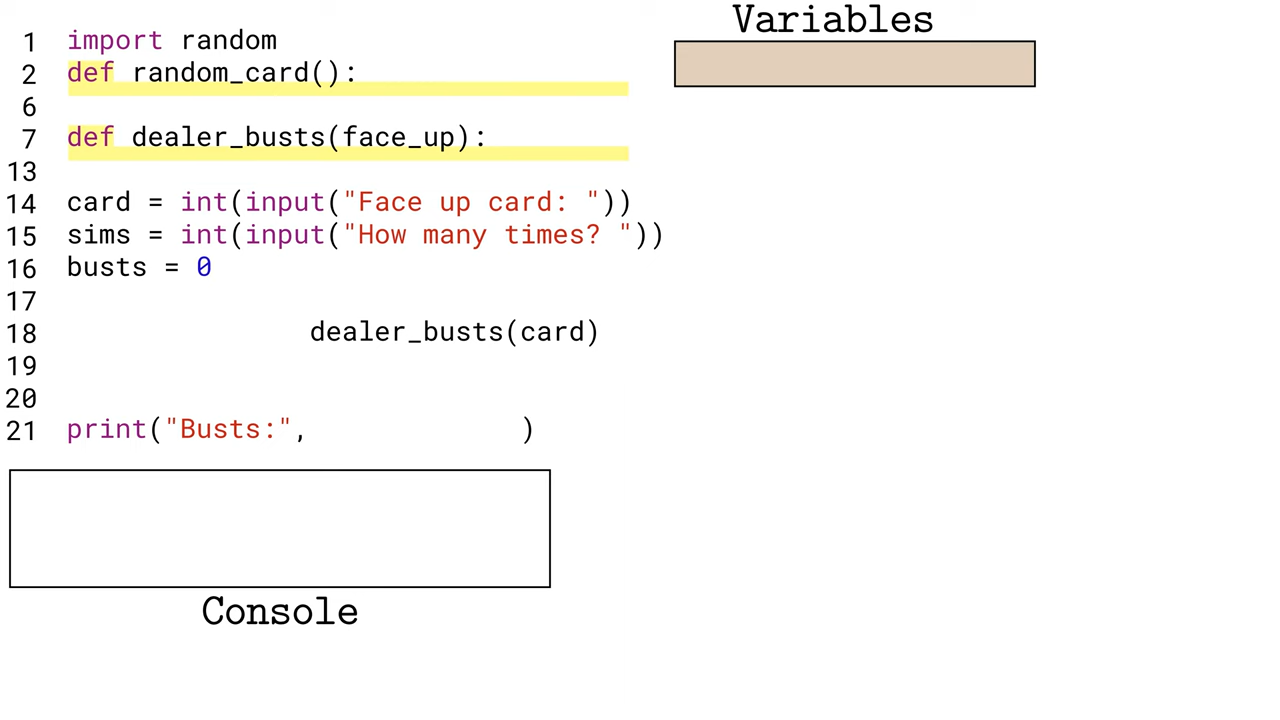 Variables
1 import random
2 def random_card():
6
7 def dealer_busts(face_up):
13
14 card = int(input("Face up card: "))
15 sims = int(input("How many times? "))
16 busts = 0
17
18 dealer_busts(card)
19
20
21 print("Busts:", )
Console